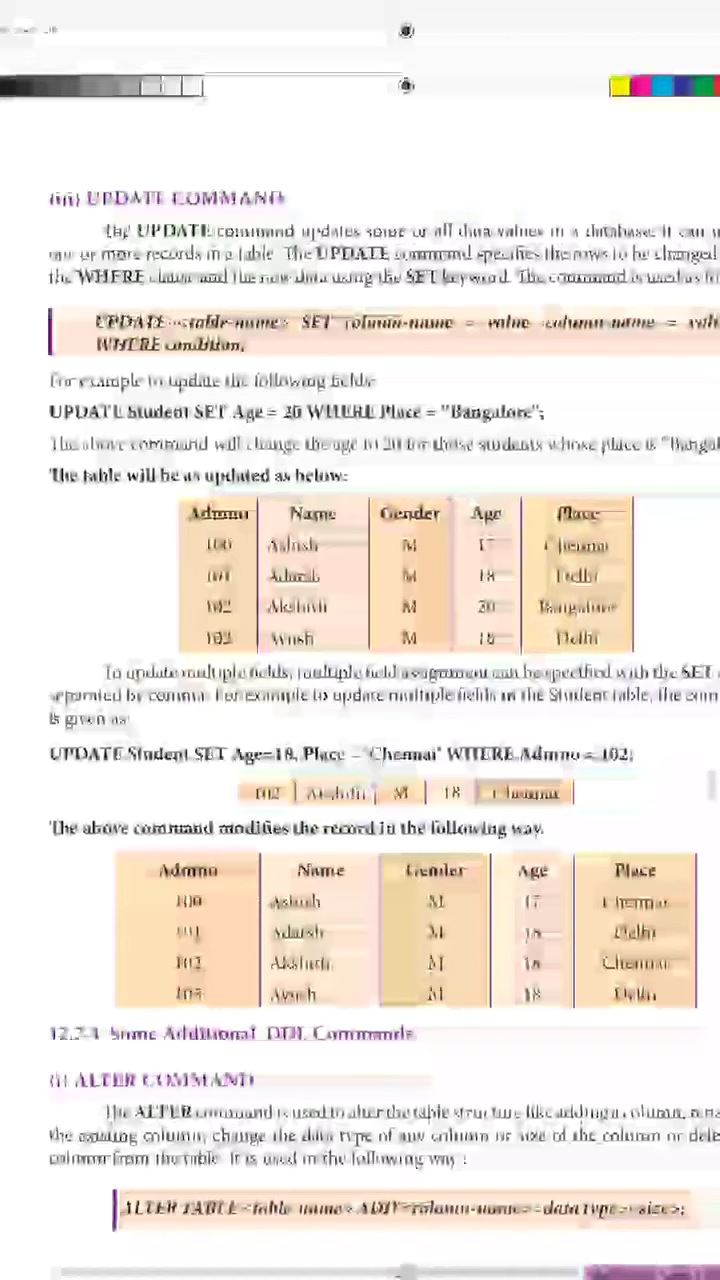 (iii) UPDATE COMMAND
The UPDATE command updates some or all data values in a database. It can
one or more records in a table. The UPDATE command specifies the rows to be changed
the WHERE clause and the new data using the SET keyword. The command is used as
UPDATE <table-name> SET column-name = value, column-name = 
WHERE condition;
For example to update the following fields:
UPDATE Student SET Age = 20 WHERE Place = "Bangalore";
The above command will change the age to 20 for those students whose place is
The table will be as updated as below:
Admno Name Gender Age Place
100 Ashish M 17 Chennai
101 Adarsh M 18 Delhi
102 Akshith M 20 Bangalore
103 Ayush M 18 Delhi
To update multiple fields, multiple field assignment can be specified with the SET
separated by comma. For example to update multiple fields in the Student table, the
is given as:
UPDATE Student SET Age=18, Place = 'Chennai' WHERE Admno = 102;
102 Akshith M 18 Chennai
The above command modifies the record in the following way.
Admno Name Gender Age Place
100 Ashish M 17 Chennai
101 Adarsh M 18 Delhi
102 Akshith M 18 Chennai
103 Ayush M 18 Delhi
Some Additional DDL Commands
(i) ALTER COMMAND
The ALTER command is used to alter the table structure like adding a column,
the existing column, change the data type of any column or size of the column or
column from the table. It is used in the following way :
ALTER TABLE <table-name> ADD <column-name><data type><size>;